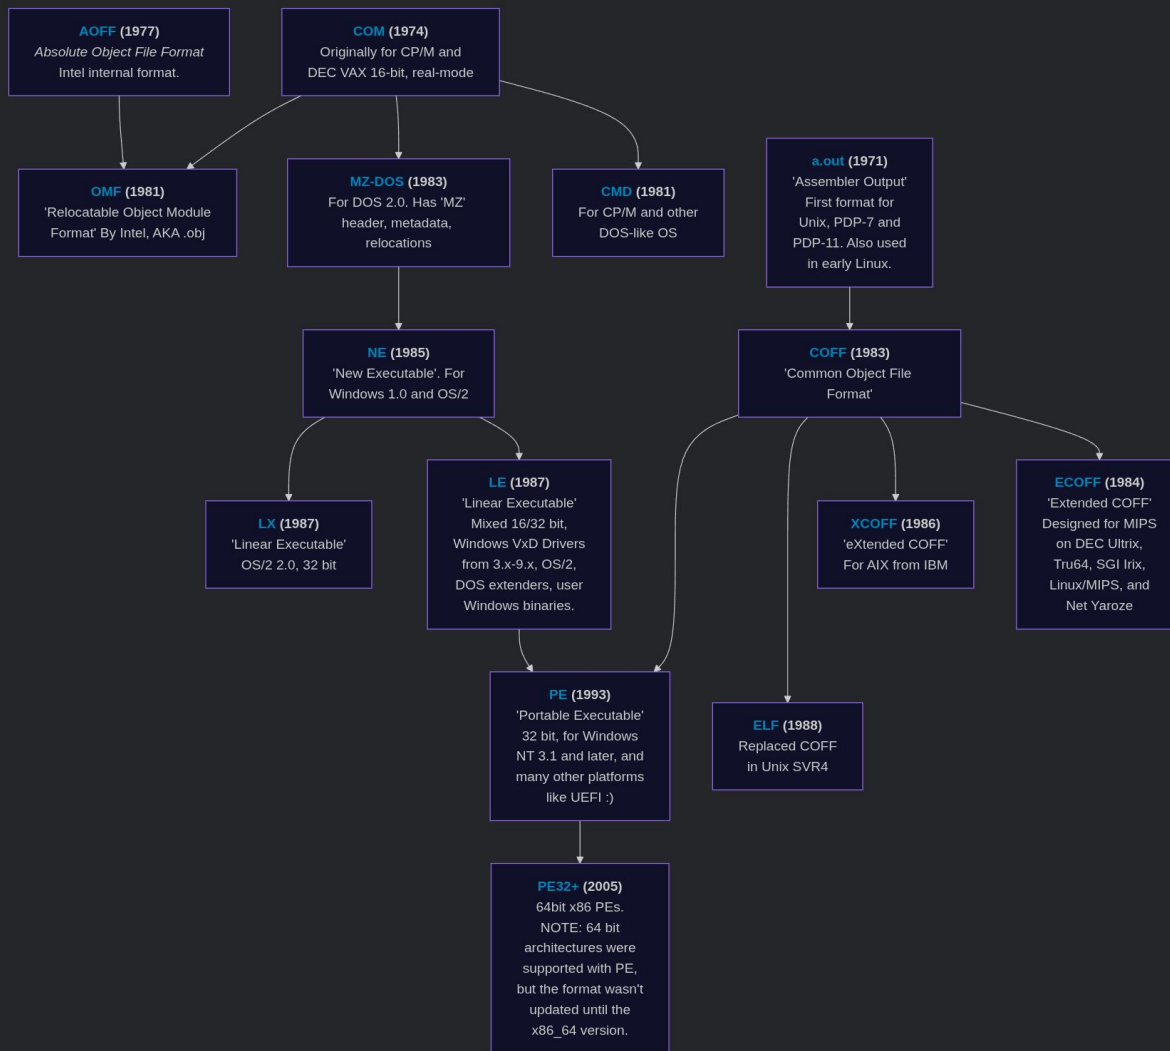 AOFF (1977)
Absolute Object File Format
Intel internal format.
COM (1974)
Originally for CP/M and
DEC VAX 16-bit, real-mode
OMF (1981)
'Relocatable Object Module
Format' By Intel, AKA .obj
MZ-DOS (1983)
For DOS 2.0. Has 'MZ'
header, metadata,
relocations
CMD (1981)
For CP/M and other
DOS-like OS
a.out (1971)
'Assembler Output'
First format for
Unix, PDP-7 and
PDP-11. Also used
in early Linux.
NE (1985)
'New Executable'. For
Windows 1.0 and OS/2
COFF (1983)
'Common Object File
Format'
LX (1987)
'Linear Executable'
OS/2 2.0, 32 bit
LE (1987)
'Linear Executable'
Mixed 16/32 bit,
Windows VxD Drivers
from 3.x-9.x, OS/2,
DOS extenders, user
Windows binaries.
XCOFF (1986)
'eXtended COFF'
For AIX from IBM
ECOFF (1984)
'Extended COFF'
Designed for MIPS
on DEC Ultrix,
Tru64, SGI Irix,
Linux/MIPS, and
Net Yaroze
PE (1993)
'Portable Executable'
32 bit, for Windows
NT 3.1 and later, and
many other platforms
like UEFI :)
ELF (1988)
Replaced COFF
in Unix SVR4
PE32+ (2005)
64bit x86 PEs.
NOTE: 64 bit
architectures were
supported with PE,
but the format wasn't
updated until the
x86_64 version.